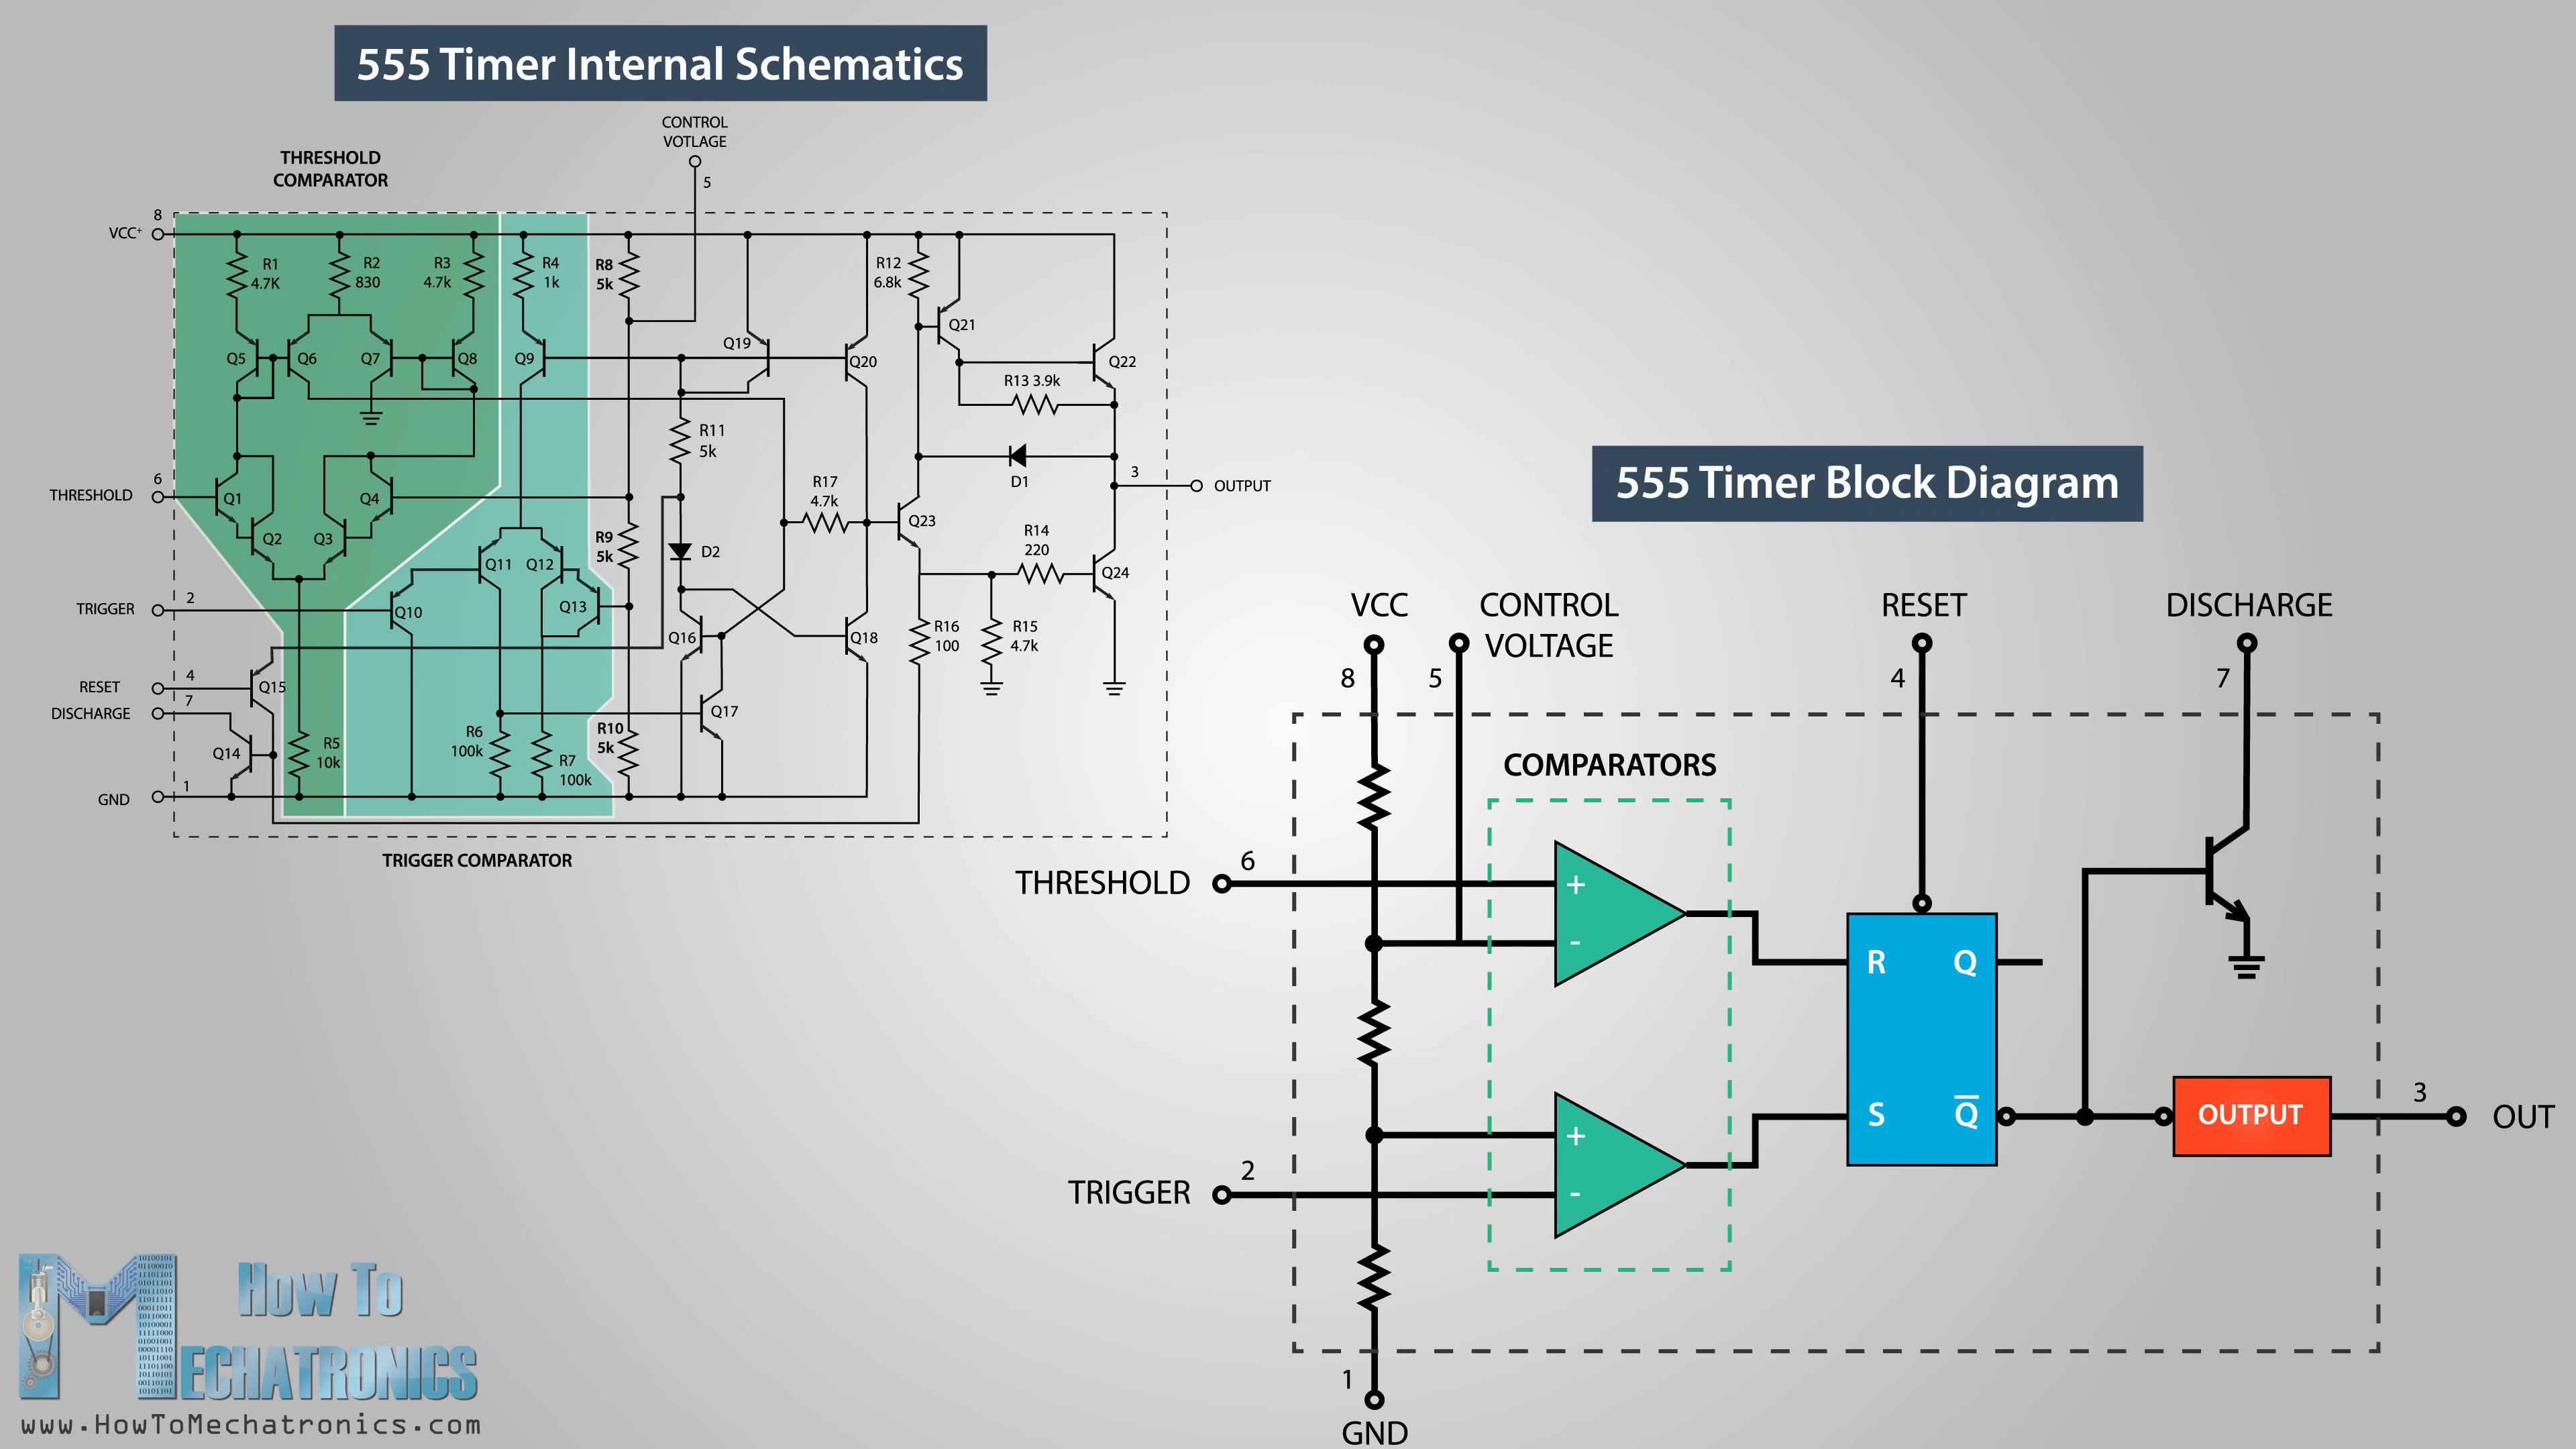 555 Timer Internal Schematics
CONTROL
VOTLAGE
5
THRESHOLD
COMPARATOR
8
VCC+
R1
4.7K
R2
830
R3
4.7k
R4
1k
R8
5k
R12
6.8k
Q21
Q5
Q6
Q7
Q8
Q9
Q19
Q20
Q22
R13 3.9k
R11
5k
D1
3
OUTPUT
6
THRESHOLD
Q1
Q4
R17
4.7k
Q2
Q3
R9
5k
D2
Q23
R14
220
Q11
Q12
Q24
2
TRIGGER
Q10
Q13
Q16
Q18
R16
100
R15
4.7k
4
RESET
Q15
7
DISCHARGE
Q17
Q14
R5
10k
R6
100k
R7
100k
R10
5k
1
GND
TRIGGER COMPARATOR
555 Timer Block Diagram
VCC
CONTROL
VOLTAGE
RESET
DISCHARGE
8
5
4
7
COMPARATORS
6
THRESHOLD
+
-
R
Q
S
Q̅
2
TRIGGER
+
-
OUTPUT
3
OUT
1
GND
How To
MECHATRONICS
www.HowToMechatronics.com